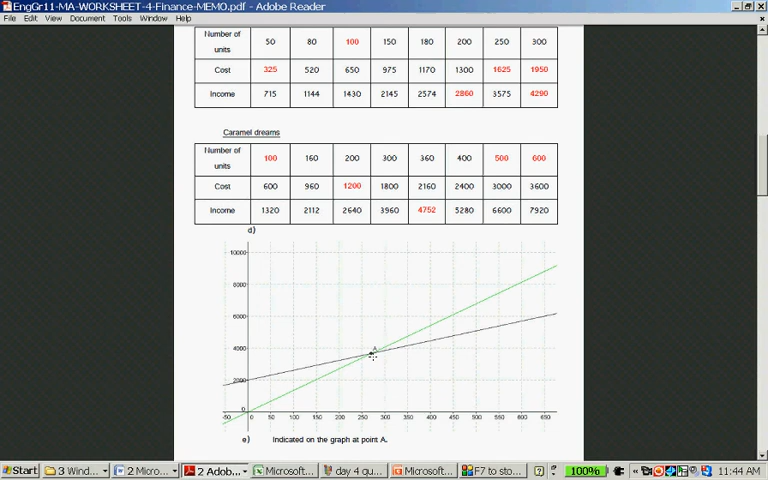 EngGr11-MA-WORKSHEET-4-Finance-MEMO.pdf - Adobe Reader
File Edit View Document Tools Window Help
Number of units 50 80 100 150 180 200 250 300
Cost 325 520 650 975 1170 1300 1625 1950
Income 715 1144 1430 2145 2574 2860 3575 4290
Caramel dreams
Number of units 100 160 200 300 360 400 500 600
Cost 600 960 1200 1800 2160 2400 3000 3600
Income 1320 2112 2640 3960 4752 5280 6600 7920
d)
10000
8000
6000
4000
2000
0
A
-50 0 50 100 150 200 250 300 350 400 450 500 550 600 650
e) Indicated on the graph at point A.
Start 3 Wind... 2 Micro... 2 Adob... Microsoft... day 4 qu... Microsoft... F7 to sto... 100% 11:44 AM